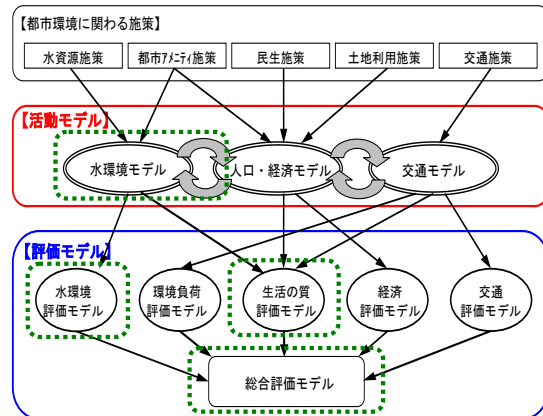 【都市環境に関わる施策】
水資源施策 都市アメニティ施策 民生施策 土地利用施策 交通施策
【活動モデル】
水環境モデル 人口・経済モデル 交通モデル
【評価モデル】
水環境 環境負荷 生活の質 経済 交通
評価モデル 評価モデル 評価モデル 評価モデル 評価モデル
総合評価モデル